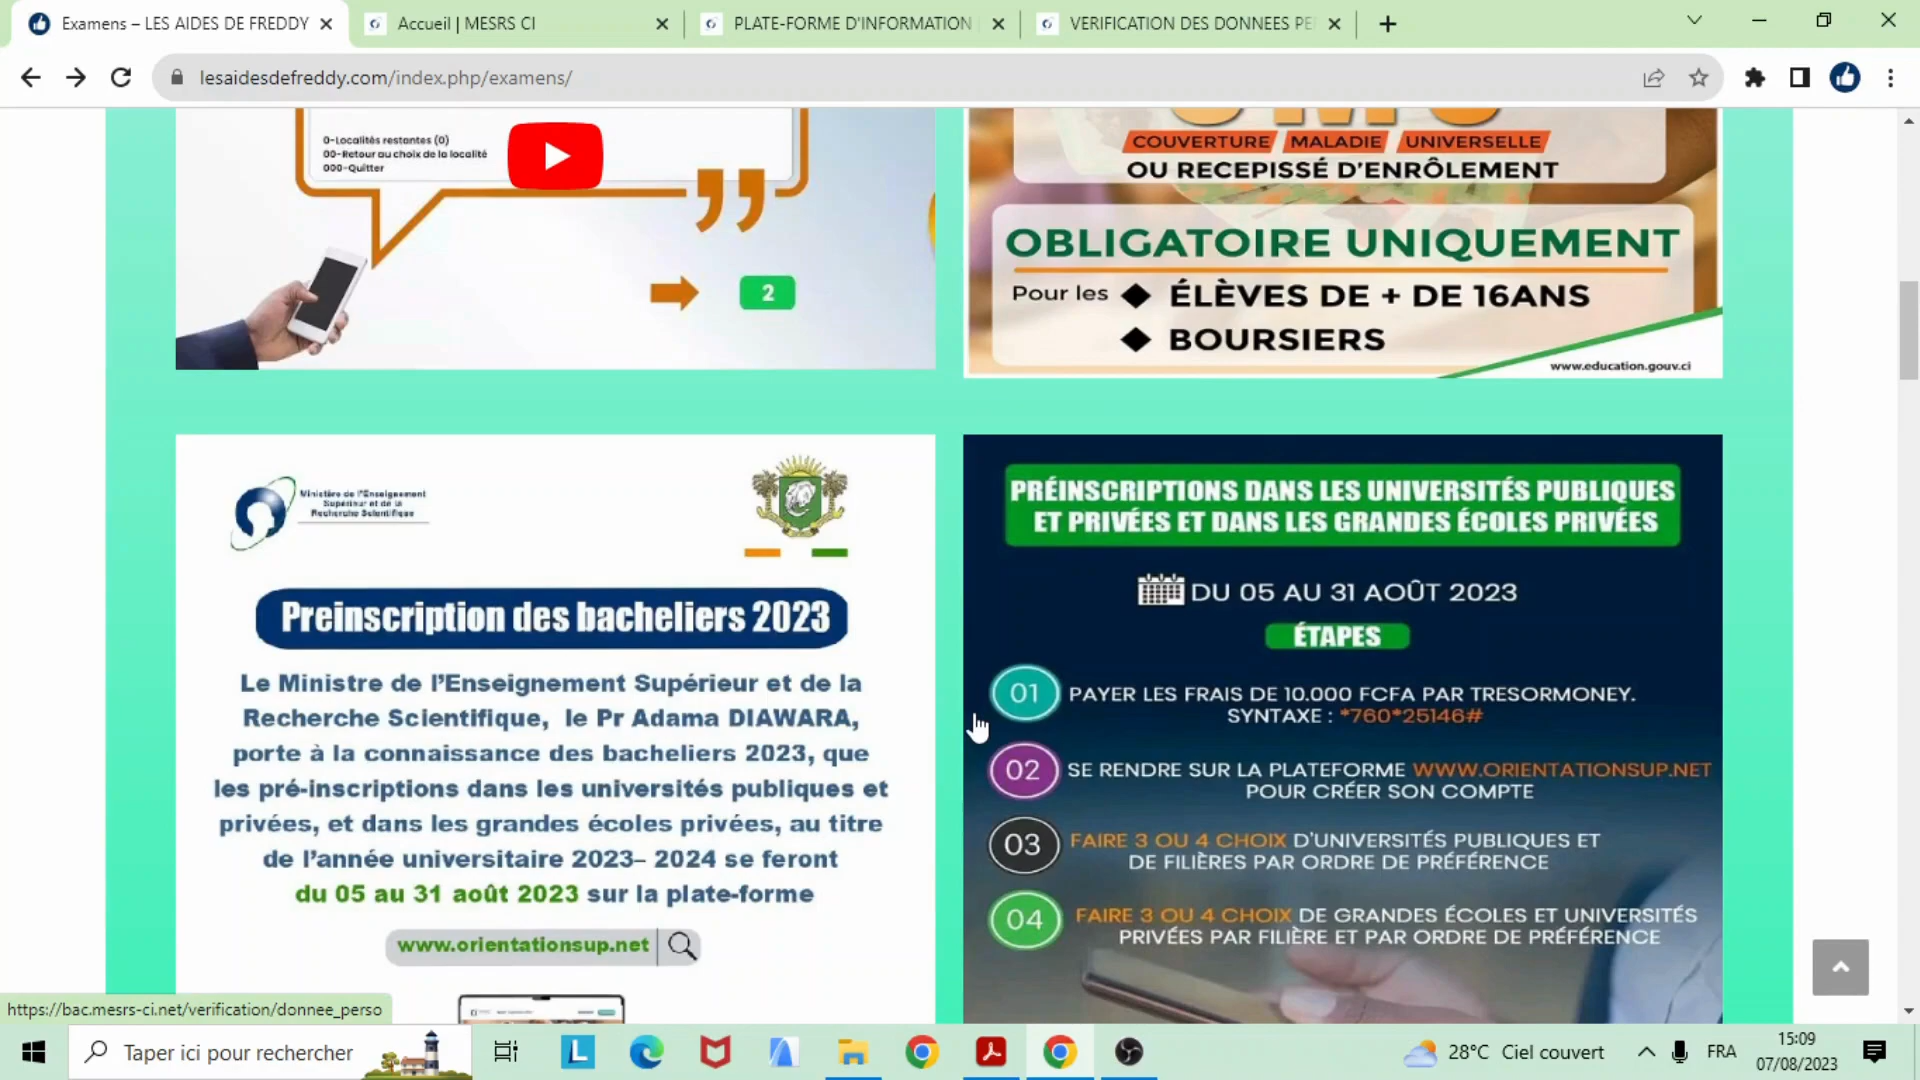 Examens – LES AIDES DE FREDDY
Accueil | MESRS CI
PLATE-FORME D'INFORMATION
VERIFICATION DES DONNEES PE
lesaidesdefreddy.com/index.php/examens/
0-Localités restantes (0)
00-Retour au choix de la localité
000-Quitter
2
COUVERTURE MALADIE UNIVERSELLE
OU RECEPISSÉ D'ENRÔLEMENT
OBLIGATOIRE UNIQUEMENT
Pour les ◆ ÉLÈVES DE + DE 16ANS
◆ BOURSIERS
www.education.gouv.ci
Ministère de l'Enseignement
Supérieur et de la
Recherche Scientifique
Preinscription des bacheliers 2023
Le Ministre de l'Enseignement Supérieur et de la
Recherche Scientifique, le Pr Adama DIAWARA,
porte à la connaissance des bacheliers 2023, que
les pré-inscriptions dans les universités publiques et
privées, et dans les grandes écoles privées, au titre
de l'année universitaire 2023– 2024 se feront
du 05 au 31 août 2023 sur la plate-forme
www.orientationsup.net
PRÉINSCRIPTIONS DANS LES UNIVERSITÉS PUBLIQUES
ET PRIVÉES ET DANS LES GRANDES ÉCOLES PRIVÉES
DU 05 AU 31 AOÛT 2023
ÉTAPES
01 PAYER LES FRAIS DE 10.000 FCFA PAR TRESORMONEY.
SYNTAXE : *760*25146#
02 SE RENDRE SUR LA PLATEFORME WWW.ORIENTATIONSUP.NET
POUR CRÉER SON COMPTE
03 FAIRE 3 OU 4 CHOIX D'UNIVERSITÉS PUBLIQUES ET
DE FILIÈRES PAR ORDRE DE PRÉFÉRENCE
04 FAIRE 3 OU 4 CHOIX DE GRANDES ÉCOLES ET UNIVERSITÉS
PRIVÉES PAR FILIÈRE ET PAR ORDRE DE PRÉFÉRENCE
https://bac.mesrs-ci.net/verification/donnee_perso
Taper ici pour rechercher
28°C Ciel couvert
FRA
15:09
07/08/2023